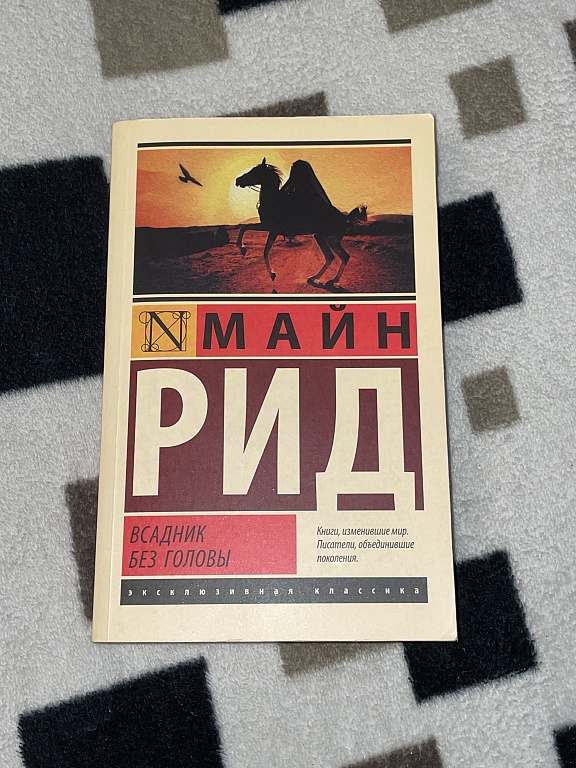 N МАЙН
РИД
ВСАДНИК
БЕЗ ГОЛОВЫ
Книги, изменившие мир.
Писатели, объединившие
поколения.
эксклюзивная классика